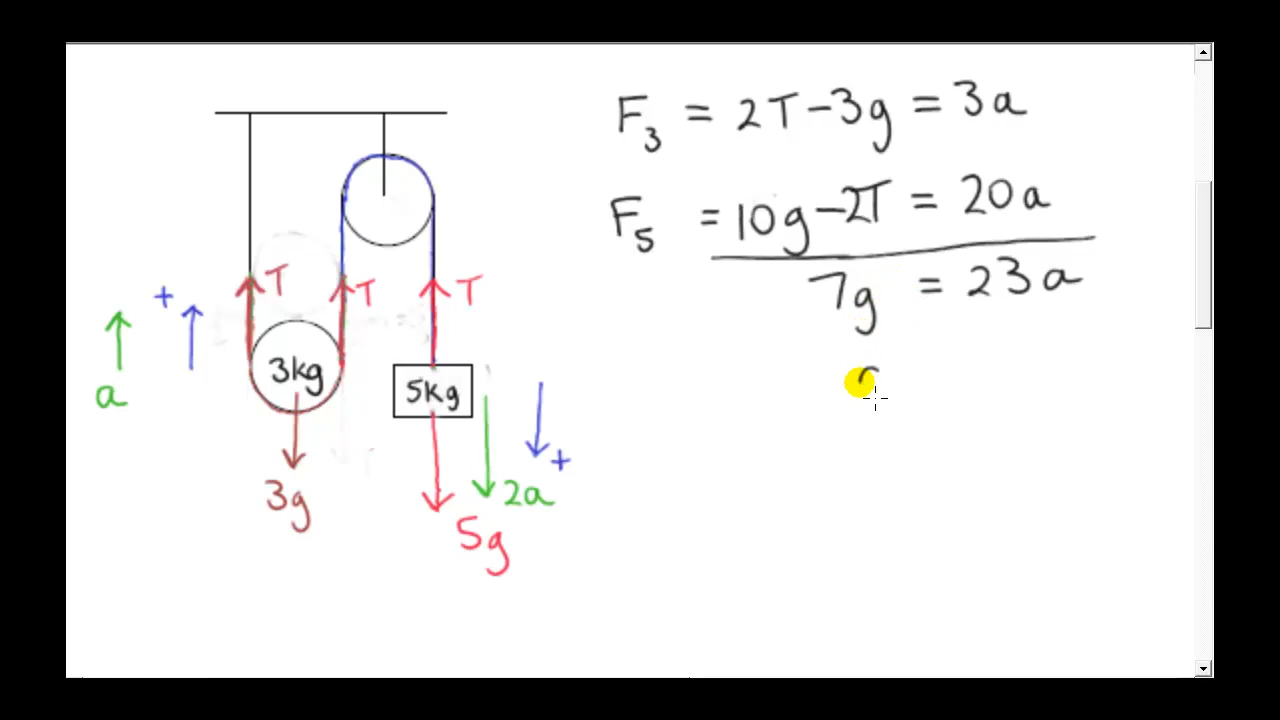 F₃ = 2T - 3g = 3a
F₅ = 10g - 2T = 20a
7g = 23a
T
T
T
+
a
3kg
5kg
3g
5g
2a
+